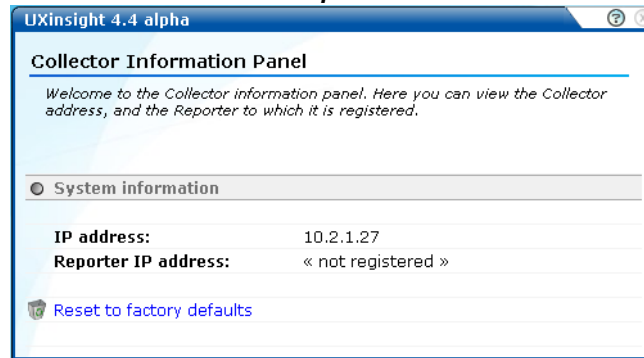 UXinsight 4.4 alpha
Collector Information Panel
Welcome to the Collector information panel. Here you can view the Collector
address, and the Reporter to which it is registered.
System information
IP address: 10.2.1.27
Reporter IP address: « not registered »
Reset to factory defaults